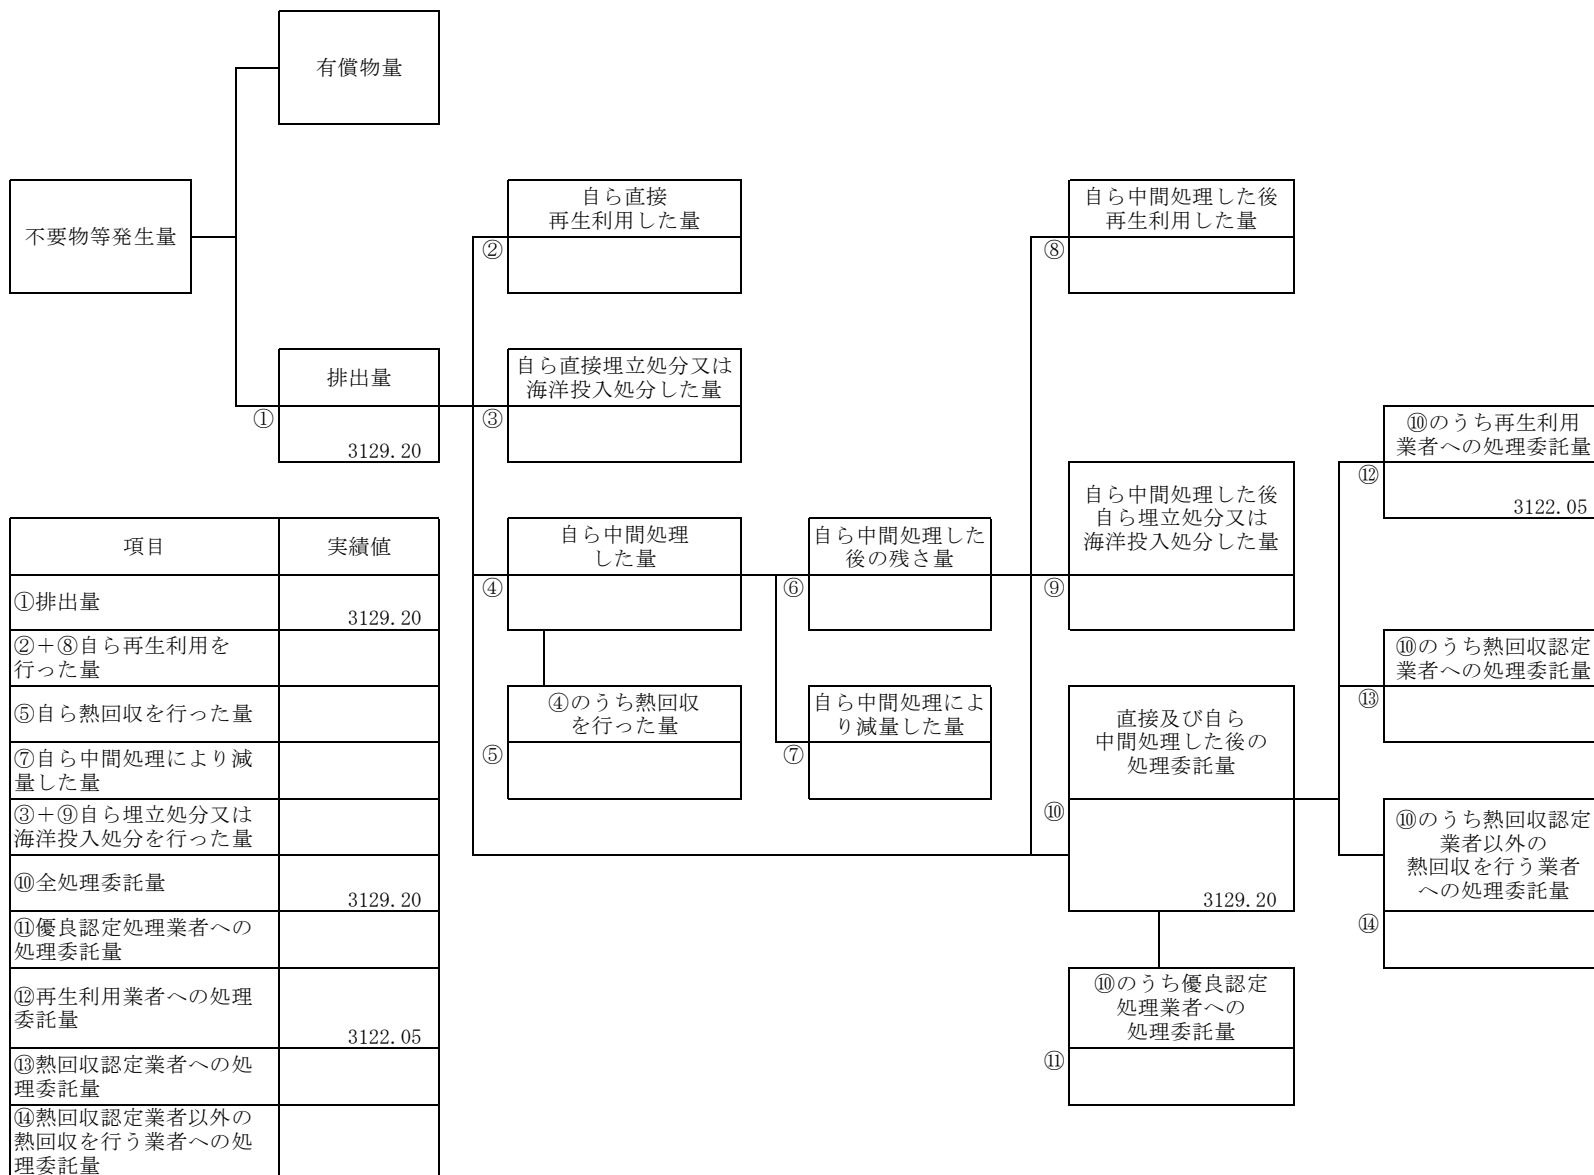 有償物量
不要物等発生量
自ら直接
再生利用した量
②
自ら中間処理した後
再生利用した量
⑧
排出量
①
3129.20
自ら直接埋立処分又は
海洋投入処分した量
③
⑩のうち再生利用
業者への処理委託量
⑫
3122.05
自ら中間処理
した量
④
自ら中間処理した
後の残さ量
⑥
自ら中間処理した後
自ら埋立処分又は
海洋投入処分した量
⑨
⑩のうち熱回収認定
業者への処理委託量
⑬
④のうち熱回収
を行った量
⑤
自ら中間処理によ
り減量した量
⑦
直接及び自ら
中間処理した後の
処理委託量
⑩
3129.20
⑩のうち熱回収認定
業者以外の
熱回収を行う業者
への処理委託量
⑭
⑩のうち優良認定
処理業者への
処理委託量
⑪
項目 実績値
①排出量 3129.20
②＋⑧自ら再生利用を
行った量
⑤自ら熱回収を行った量
⑦自ら中間処理により減
量した量
③＋⑨自ら埋立処分又は
海洋投入処分を行った量
⑩全処理委託量 3129.20
⑪優良認定処理業者への
処理委託量
⑫再生利用業者への処理
委託量
3122.05
⑬熱回収認定業者への処
理委託量
⑭熱回収認定業者以外の
熱回収を行う業者への処
理委託量